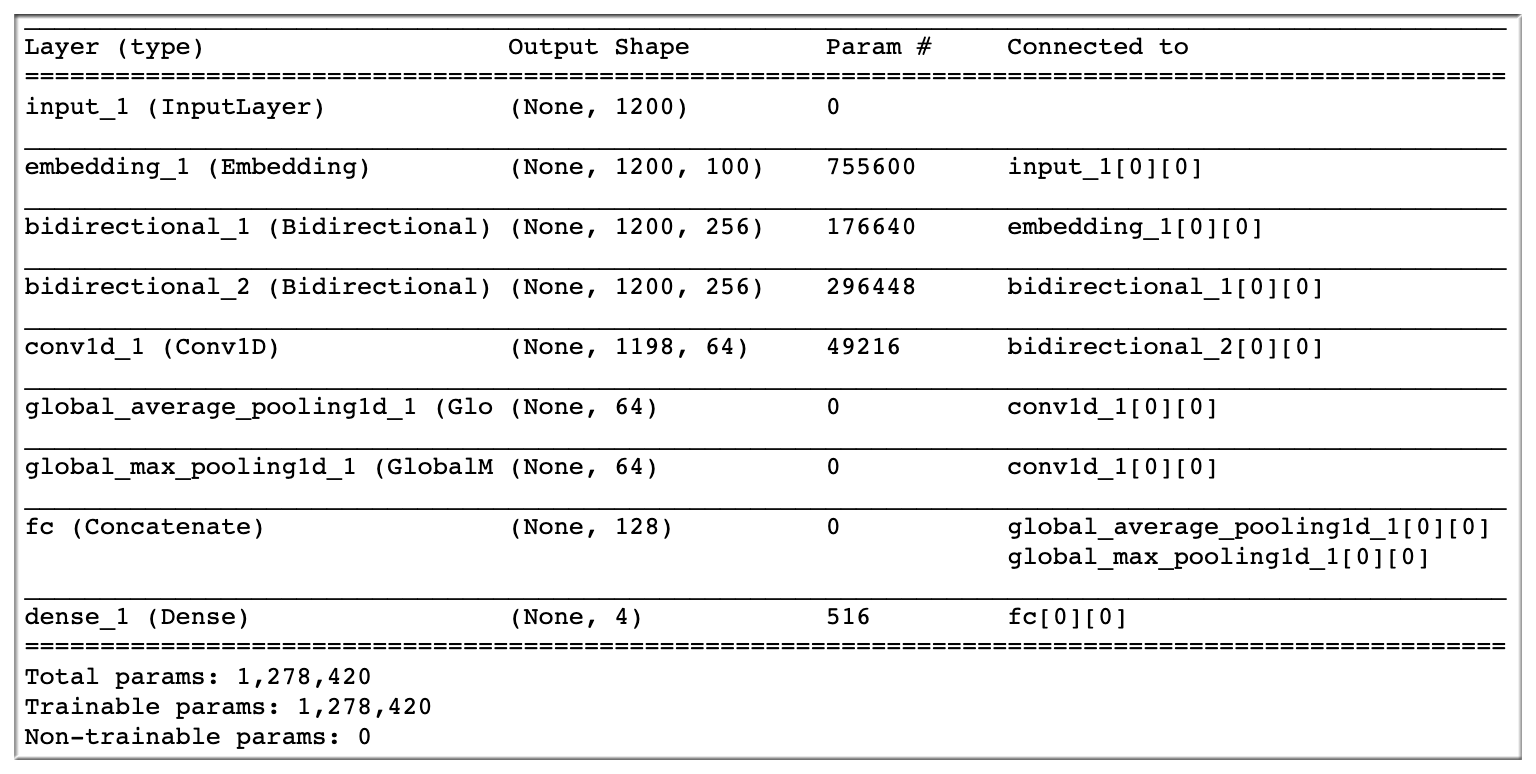 Layer (type) Output Shape Param # Connected to
input_1 (InputLayer) (None, 1200) 0
embedding_1 (Embedding) (None, 1200, 100) 755600 input_1[0][0]
bidirectional_1 (Bidirectional) (None, 1200, 256) 176640 embedding_1[0][0]
bidirectional_2 (Bidirectional) (None, 1200, 256) 296448 bidirectional_1[0][0]
conv1d_1 (Conv1D) (None, 1198, 64) 49216 bidirectional_2[0][0]
global_average_pooling1d_1 (Glo (None, 64) 0 conv1d_1[0][0]
global_max_pooling1d_1 (GlobalM (None, 64) 0 conv1d_1[0][0]
fc (Concatenate) (None, 128) 0 global_average_pooling1d_1[0][0]
global_max_pooling1d_1[0][0]
dense_1 (Dense) (None, 4) 516 fc[0][0]
Total params: 1,278,420
Trainable params: 1,278,420
Non-trainable params: 0